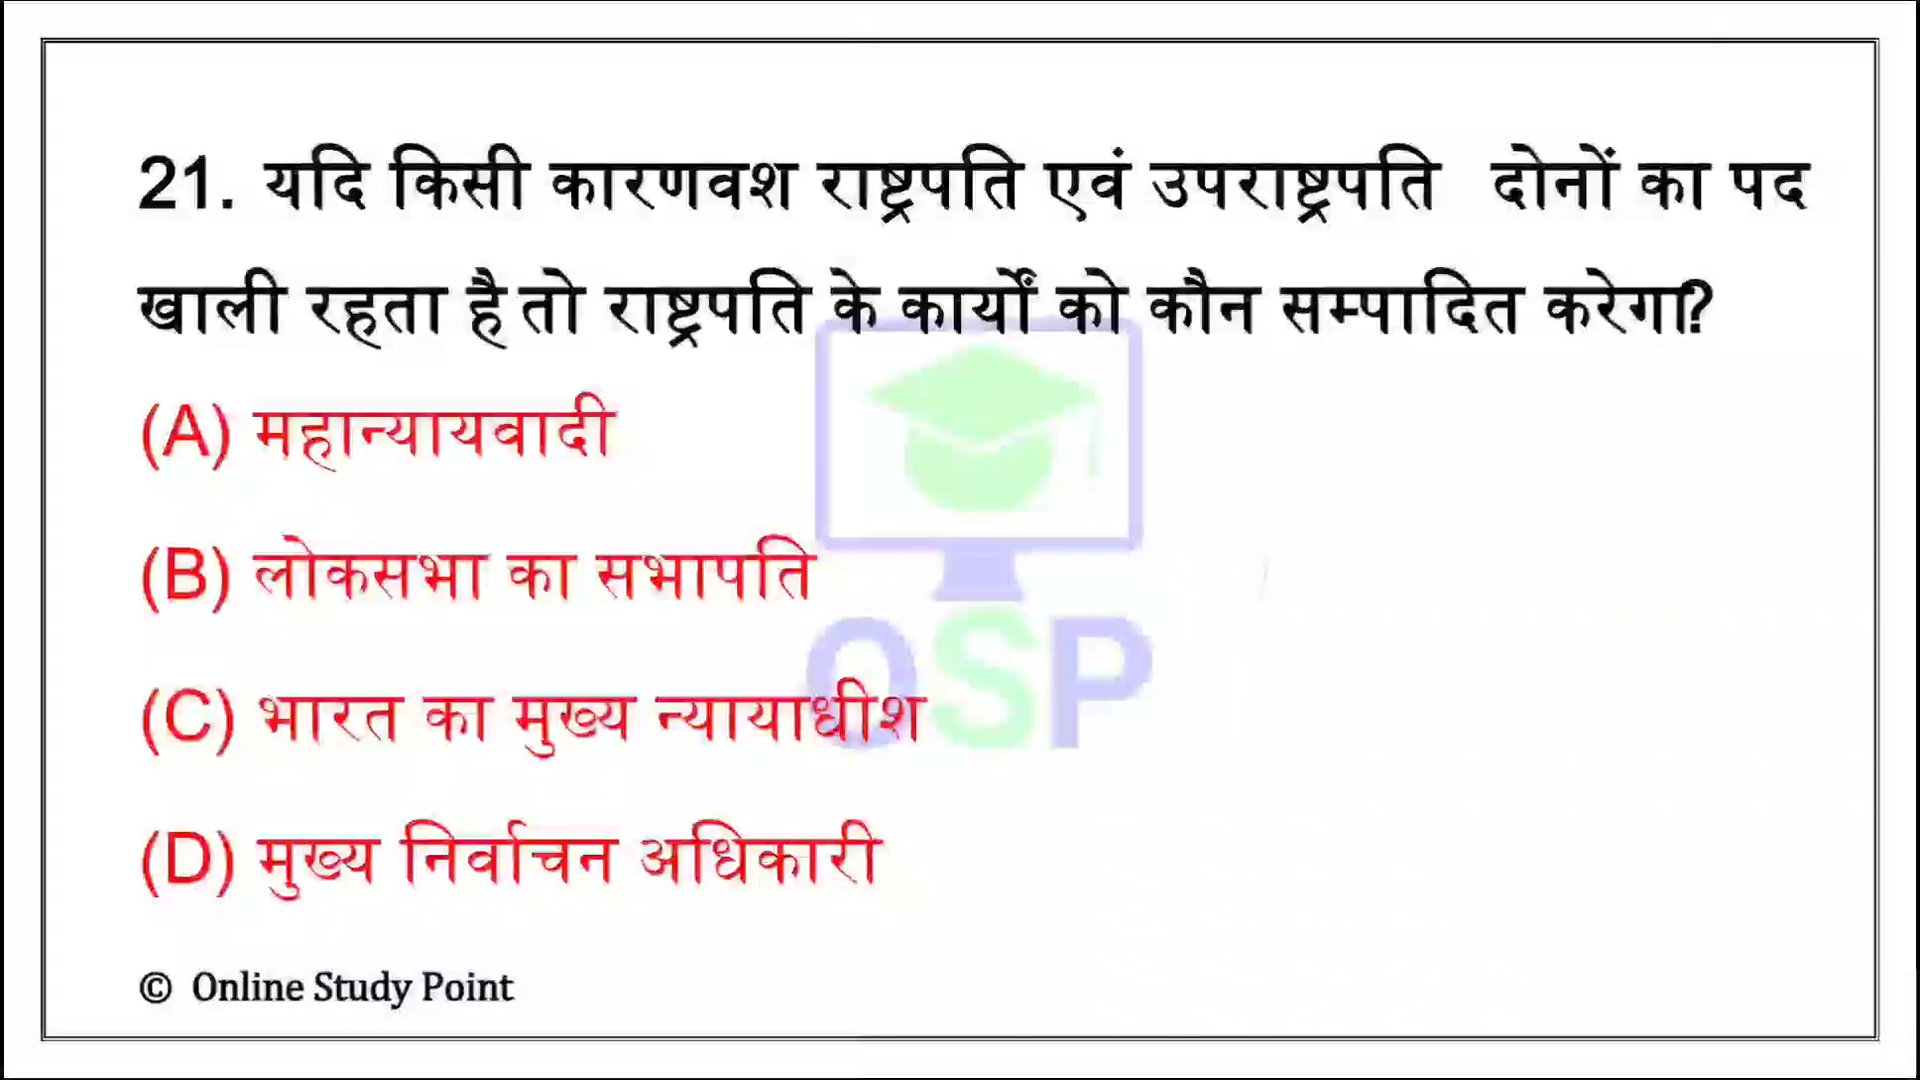 21. यदि किसी कारणवश राष्ट्रपति एवं उपराष्ट्रपति दोनों का पद
खाली रहता है तो राष्ट्रपति के कार्यों को कौन सम्पादित करेगा?
(A) महान्यायवादी
(B) लोकसभा का सभापति
(C) भारत का मुख्य न्यायाधीश
(D) मुख्य निर्वाचन अधिकारी
OSP
© Online Study Point